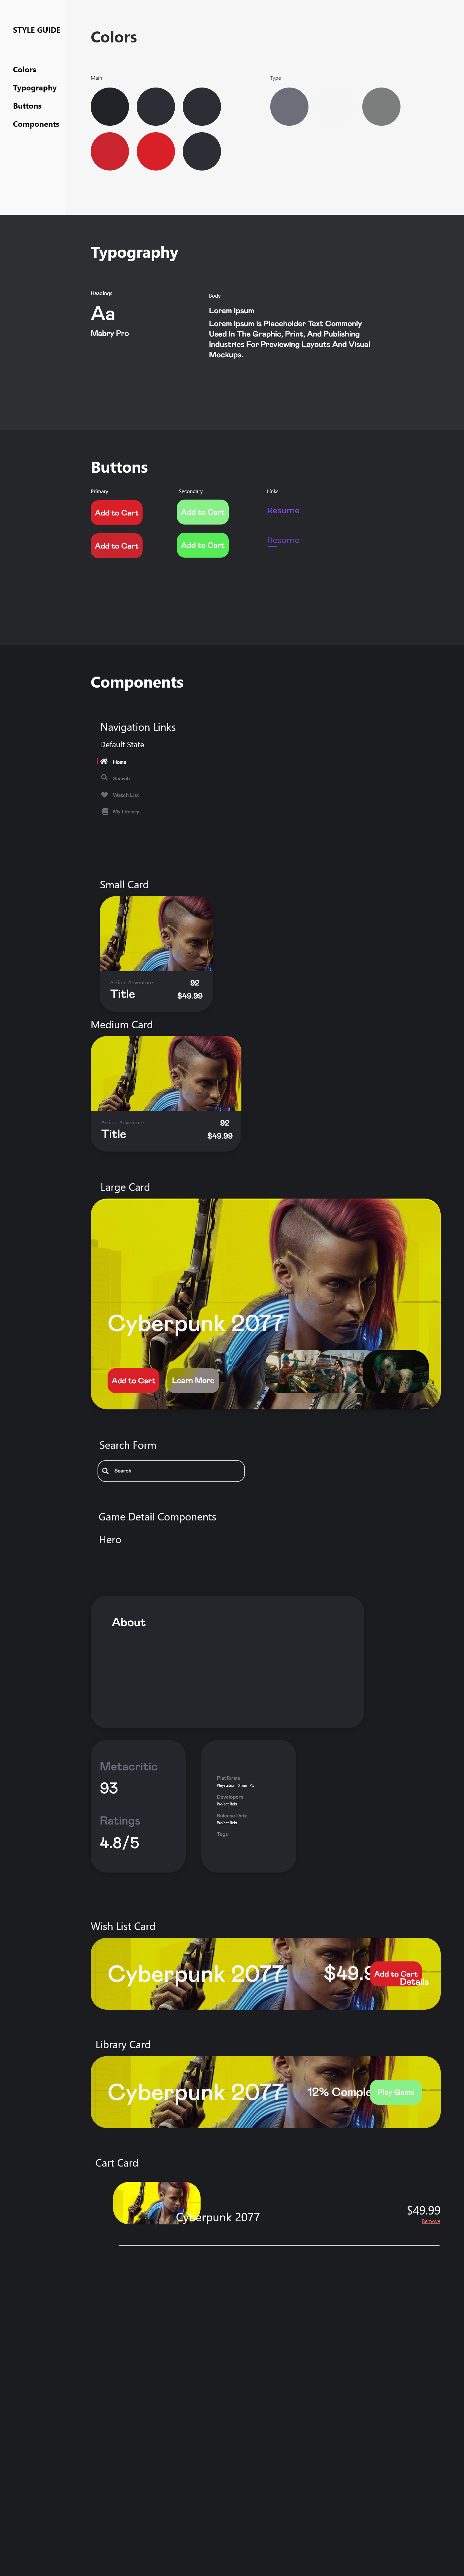 STYLE GUIDE
Colors
Typography
Buttons
Components
Colors
Main
Type
Typography
Headings
Aa
Mabry Pro
Body
Lorem Ipsum
Lorem Ipsum Is Placeholder Text Commonly
Used In The Graphic, Print, And Publishing
Industries For Previewing Layouts And Visual
Mockups.
Buttons
Primary
Secondary
Links
Add to Cart
Add to Cart
Resume
Add to Cart
Add to Cart
Resume
Components
Navigation Links
Default State
Home
Search
Watch List
My Library
Small Card
Action, Adventure
92
Title
$49.99
Medium Card
Action, Adventure
92
Title
$49.99
Large Card
Cyberpunk 2077
Add to Cart
Learn More
Search Form
Search
Game Detail Components
Hero
About
Metacritic
93
Ratings
4.8/5
Platforms
Playstation Xbox PC
Developers
Project Rekt
Release Date
Project Rekt
Tags
Wish List Card
Cyberpunk 2077
$49.9
Add to Cart
Details
Library Card
Cyberpunk 2077
12% Comple
Play Game
Cart Card
Cyberpunk 2077
$49.99
Remove